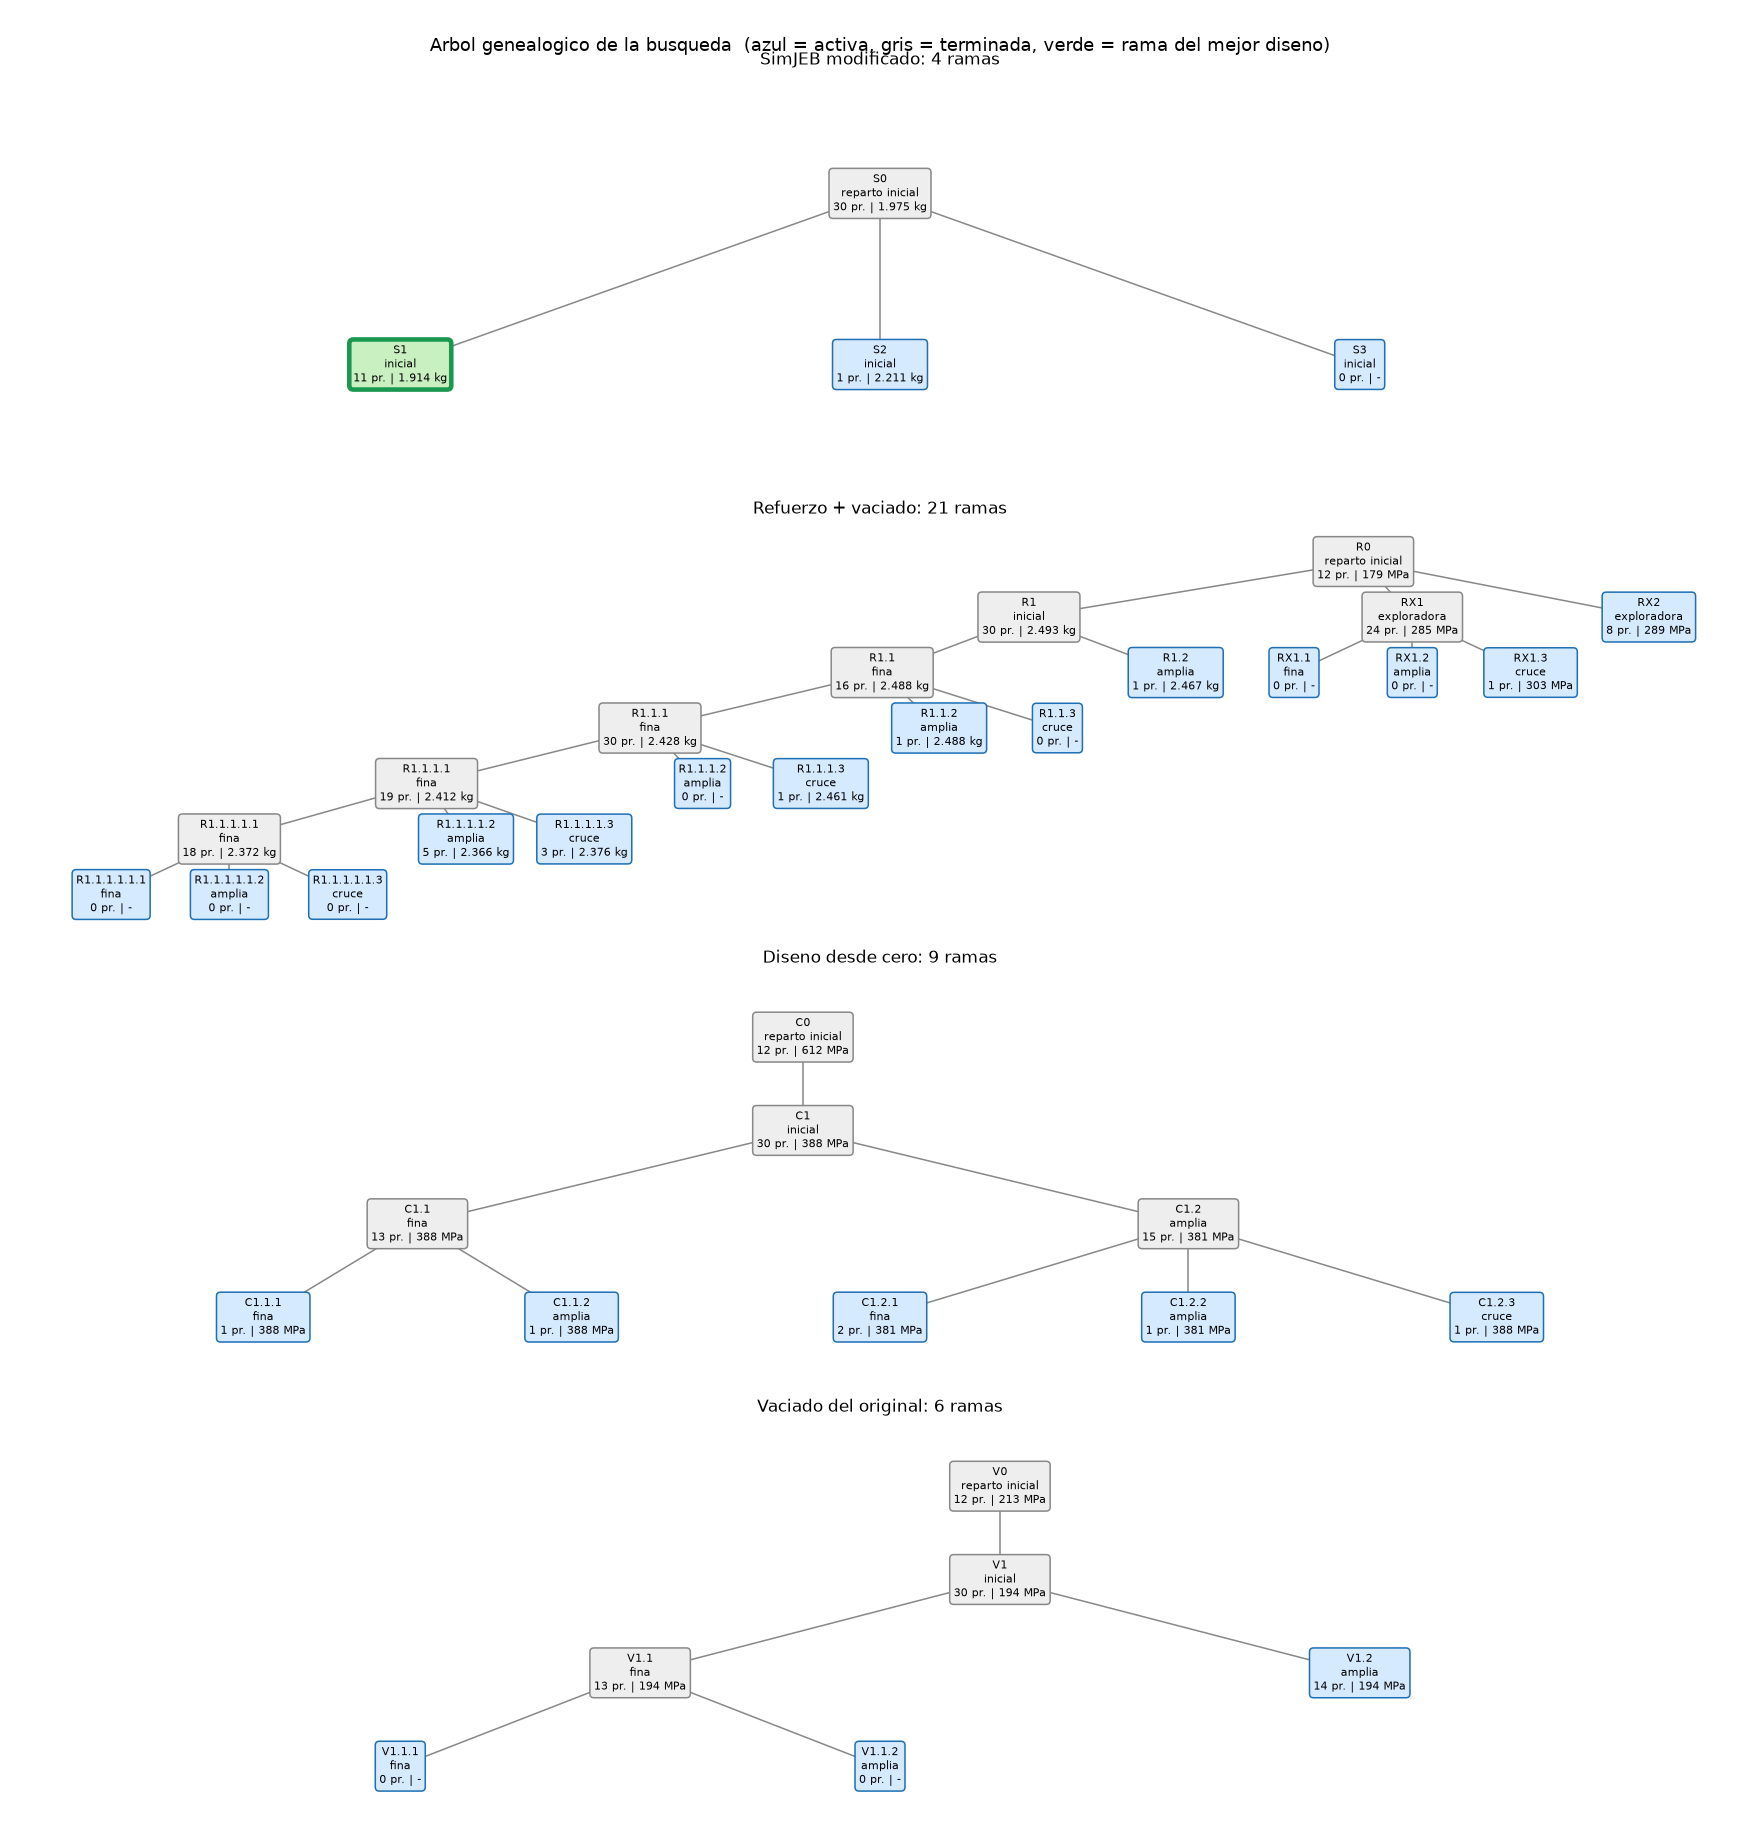 Arbol genealogico de la busqueda  (azul = activa, gris = terminada, verde = rama del mejor diseno)
SimJEB modificado: 4 ramas
S0
reparto inicial
30 pr. | 1.975 kg
S1
inicial
11 pr. | 1.914 kg
S2
inicial
1 pr. | 2.211 kg
S3
inicial
0 pr. | -
Refuerzo + vaciado: 21 ramas
R0
reparto inicial
12 pr. | 179 MPa
R1
inicial
30 pr. | 2.493 kg
RX1
exploradora
24 pr. | 285 MPa
RX2
exploradora
8 pr. | 289 MPa
R1.1
fina
16 pr. | 2.488 kg
R1.2
amplia
1 pr. | 2.467 kg
RX1.1
fina
0 pr. | -
RX1.2
amplia
0 pr. | -
RX1.3
cruce
1 pr. | 303 MPa
R1.1.1
fina
30 pr. | 2.428 kg
R1.1.2
amplia
1 pr. | 2.488 kg
R1.1.3
cruce
0 pr. | -
R1.1.1.1
fina
19 pr. | 2.412 kg
R1.1.1.2
amplia
0 pr. | -
R1.1.1.3
cruce
1 pr. | 2.461 kg
R1.1.1.1.1
fina
18 pr. | 2.372 kg
R1.1.1.1.2
amplia
5 pr. | 2.366 kg
R1.1.1.1.3
cruce
3 pr. | 2.376 kg
R1.1.1.1.1.1
fina
0 pr. | -
R1.1.1.1.1.2
amplia
0 pr. | -
R1.1.1.1.1.3
cruce
0 pr. | -
Diseno desde cero: 9 ramas
C0
reparto inicial
12 pr. | 612 MPa
C1
inicial
30 pr. | 388 MPa
C1.1
fina
13 pr. | 388 MPa
C1.2
amplia
15 pr. | 381 MPa
C1.1.1
fina
1 pr. | 388 MPa
C1.1.2
amplia
1 pr. | 388 MPa
C1.2.1
fina
2 pr. | 381 MPa
C1.2.2
amplia
1 pr. | 381 MPa
C1.2.3
cruce
1 pr. | 388 MPa
Vaciado del original: 6 ramas
V0
reparto inicial
12 pr. | 213 MPa
V1
inicial
30 pr. | 194 MPa
V1.1
fina
13 pr. | 194 MPa
V1.2
amplia
14 pr. | 194 MPa
V1.1.1
fina
0 pr. | -
V1.1.2
amplia
0 pr. | -